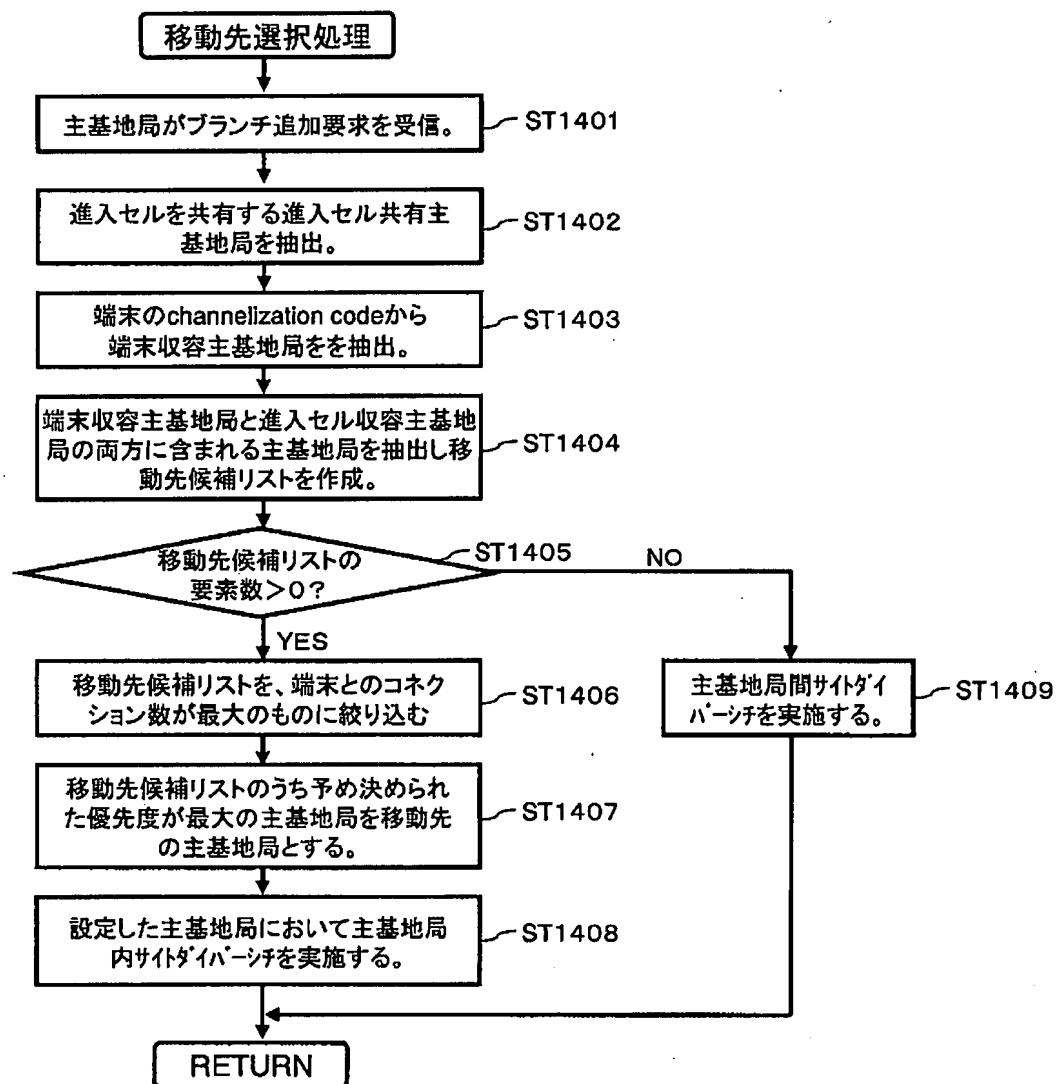 移動先選択処理
主基地局がブランチ追加要求を受信。
ST1401
進入セルを共有する進入セル共有主
基地局を抽出。
ST1402
端末のchannelization codeから
端末収容主基地局をを抽出。
ST1403
端末収容主基地局と進入セル収容主基地
局の両方に含まれる主基地局を抽出し移
動先候補リストを作成。
ST1404
移動先候補リストの
要素数>0?
ST1405
NO
YES
移動先候補リストを、端末とのコネク
ション数が最大のものに絞り込む
ST1406
主基地局間サイトダイ
バーシチを実施する。
ST1409
移動先候補リストのうち予め決められ
た優先度が最大の主基地局を移動先
の主基地局とする。
ST1407
設定した主基地局において主基地局
内サイトダイバーシチを実施する。
ST1408
RETURN